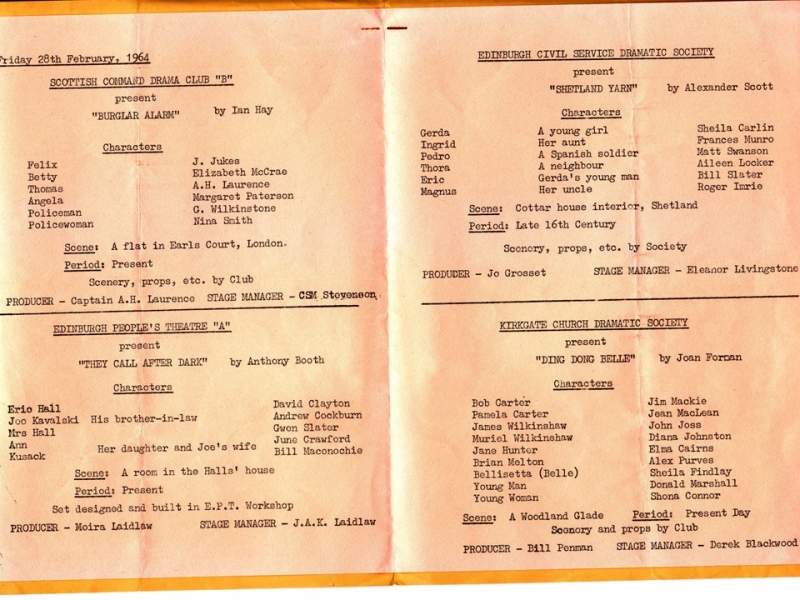 Friday 28th February, 1964
SCOTTISH COMMAND DRAMA CLUB "B"
present
"BURGLAR ALARM" by Ian Hay
Characters
Felix J. Jukes
Betty Elizabeth McCrae
Thomas A.H. Laurence
Angela Margaret Paterson
Policeman G. Wilkinstone
Policewoman Nina Smith
Scene: A flat in Earls Court, London.
Period: Present
Scenery, props, etc. by Club
PRODUCER - Captain A.H. Laurence STAGE MANAGER - CSM Stevenson.
EDINBURGH PEOPLE'S THEATRE "A"
present
"THEY CALL AFTER DARK" by Anthony Booth
Characters
Eric Hall David Clayton
Joe Kavalski His brother-in-law Andrew Cockburn
Mrs Hall Gwen Slater
Ann Her daughter and Joe's wife June Crawford
Kusack Bill Maconochie
Scene: A room in the Halls' house
Period: Present
Set designed and built in E.P.T. Workshop
PRODUCER - Moira Laidlaw STAGE MANAGER - J.A.K. Laidlaw
EDINBURGH CIVIL SERVICE DRAMATIC SOCIETY
present
"SHETLAND YARN" by Alexander Scott
Characters
Gerda A young girl Sheila Carlin
Ingrid Her aunt Frances Munro
Pedro A Spanish soldier Matt Swanson
Thora A neighbour Aileen Locker
Eric Gerda's young man Bill Slater
Magnus Her uncle Roger Imrie
Scene: Cottar house interior, Shetland
Period: Late 16th Century
Scenery, props, etc. by Society
PRODUDER - Jo Grosset STAGE MANAGER - Eleanor Livingstone
KIRKGATE CHURCH DRAMATIC SOCIETY
present
"DING DONG BELLE" by Joan Forman
Characters
Bob Carter Jim Mackie
Pamela Carter Jean MacLean
James Wilkinshaw John Joss
Muriel Wilkinshaw Diana Johnston
Jane Hunter Elma Cairns
Brian Melton Alex Purves
Bellisetta (Belle) Sheila Findlay
Young Man Donald Marshall
Young Woman Shona Connor
Scene: A Woodland Glade Period: Present Day
Scenery and props by Club
PRODUCER - Bill Penman STAGE MANAGER - Derek Blackwood